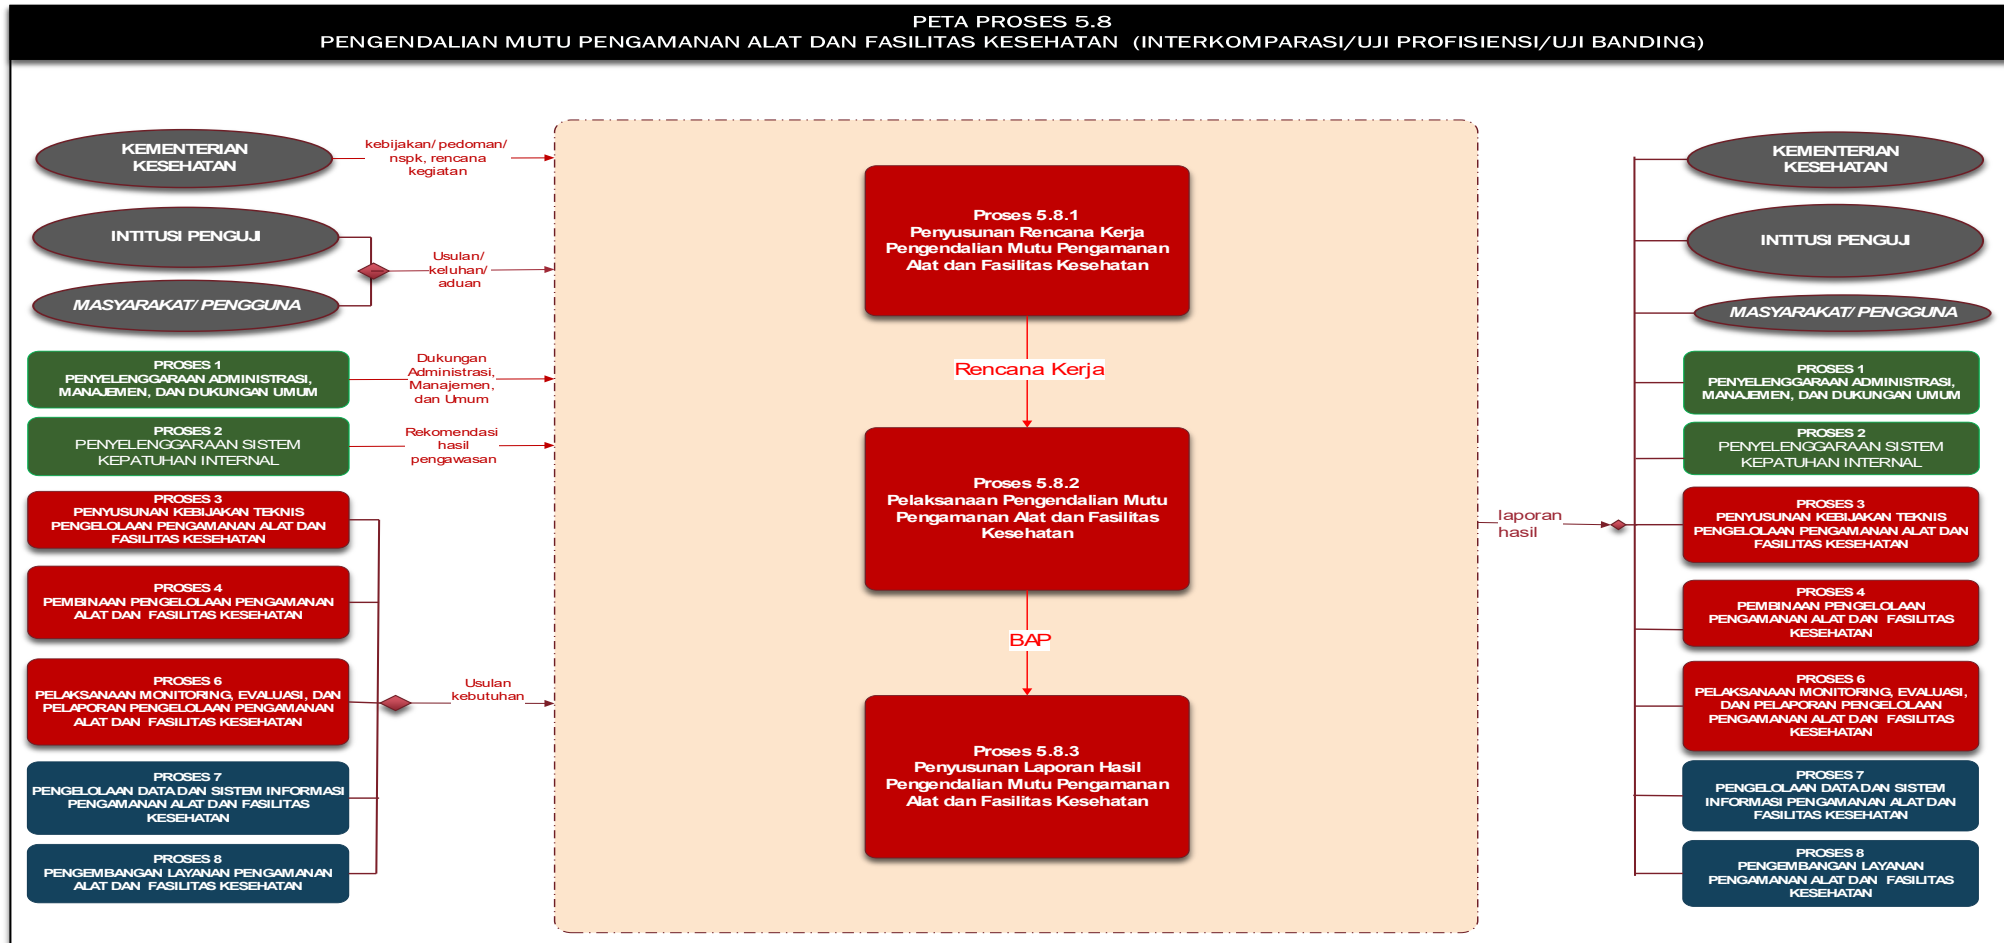 PETA PROSES 5.8
PENGENDALIAN MUTU PENGAMANAN ALAT DAN FASILITAS KESEHATAN (INTERKOMPARASI/UJI PROFISIENSI/UJI BANDING)
KEMENTERIAN
KESEHATAN
kebijakan/ pedoman/
nspk, rencana
kegiatan
INTITUSI PENGUJI
MASYARAKAT/ PENGGUNA
Usulan/
keluhan/
aduan
PROSES 1
PENYELENGGARAAN ADMINISTRASI,
MANAJEMEN, DAN DUKUNGAN UMUM
Dukungan
Administrasi,
Manajemen,
dan Umum
PROSES 2
PENYELENGGARAAN SISTEM
KEPATUHAN INTERNAL
Rekomendasi
hasil
pengawasan
PROSES 3
PENYUSUNAN KEBIJAKAN TEKNIS
PENGELOLAAN PENGAMANAN ALAT DAN
FASILITAS KESEHATAN
PROSES 4
PEMBINAAN PENGELOLAAN PENGAMANAN
ALAT DAN FASILITAS KESEHATAN
PROSES 6
PELAKSANAAN MONITORING, EVALUASI, DAN
PELAPORAN PENGELOLAAN PENGAMANAN
ALAT DAN FASILITAS KESEHATAN
Usulan
kebutuhan
PROSES 7
PENGELOLAAN DATA DAN SISTEM INFORMASI
PENGAMANAN ALAT DAN FASILITAS
KESEHATAN
PROSES 8
PENGEMBANGAN LAYANAN PENGAMANAN
ALAT DAN FASILITAS KESEHATAN
Proses 5.8.1
Penyusunan Rencana Kerja
Pengendalian Mutu Pengamanan
Alat dan Fasilitas Kesehatan
Rencana Kerja
Proses 5.8.2
Pelaksanaan Pengendalian Mutu
Pengamanan Alat dan Fasilitas
Kesehatan
BAP
Proses 5.8.3
Penyusunan Laporan Hasil
Pengendalian Mutu Pengamanan
Alat dan Fasilitas Kesehatan
laporan
hasil
KEMENTERIAN
KESEHATAN
INTITUSI PENGUJI
MASYARAKAT/ PENGGUNA
PROSES 1
PENYELENGGARAAN ADMINISTRASI,
MANAJEMEN, DAN DUKUNGAN UMUM
PROSES 2
PENYELENGGARAAN SISTEM
KEPATUHAN INTERNAL
PROSES 3
PENYUSUNAN KEBIJAKAN TEKNIS
PENGELOLAAN PENGAMANAN ALAT DAN
FASILITAS KESEHATAN
PROSES 4
PEMBINAAN PENGELOLAAN
PENGAMANAN ALAT DAN FASILITAS
KESEHATAN
PROSES 6
PELAKSANAAN MONITORING, EVALUASI,
DAN PELAPORAN PENGELOLAAN
PENGAMANAN ALAT DAN FASILITAS
KESEHATAN
PROSES 7
PENGELOLAAN DATA DAN SISTEM
INFORMASI PENGAMANAN ALAT DAN
FASILITAS KESEHATAN
PROSES 8
PENGEMBANGAN LAYANAN
PENGAMANAN ALAT DAN FASILITAS
KESEHATAN